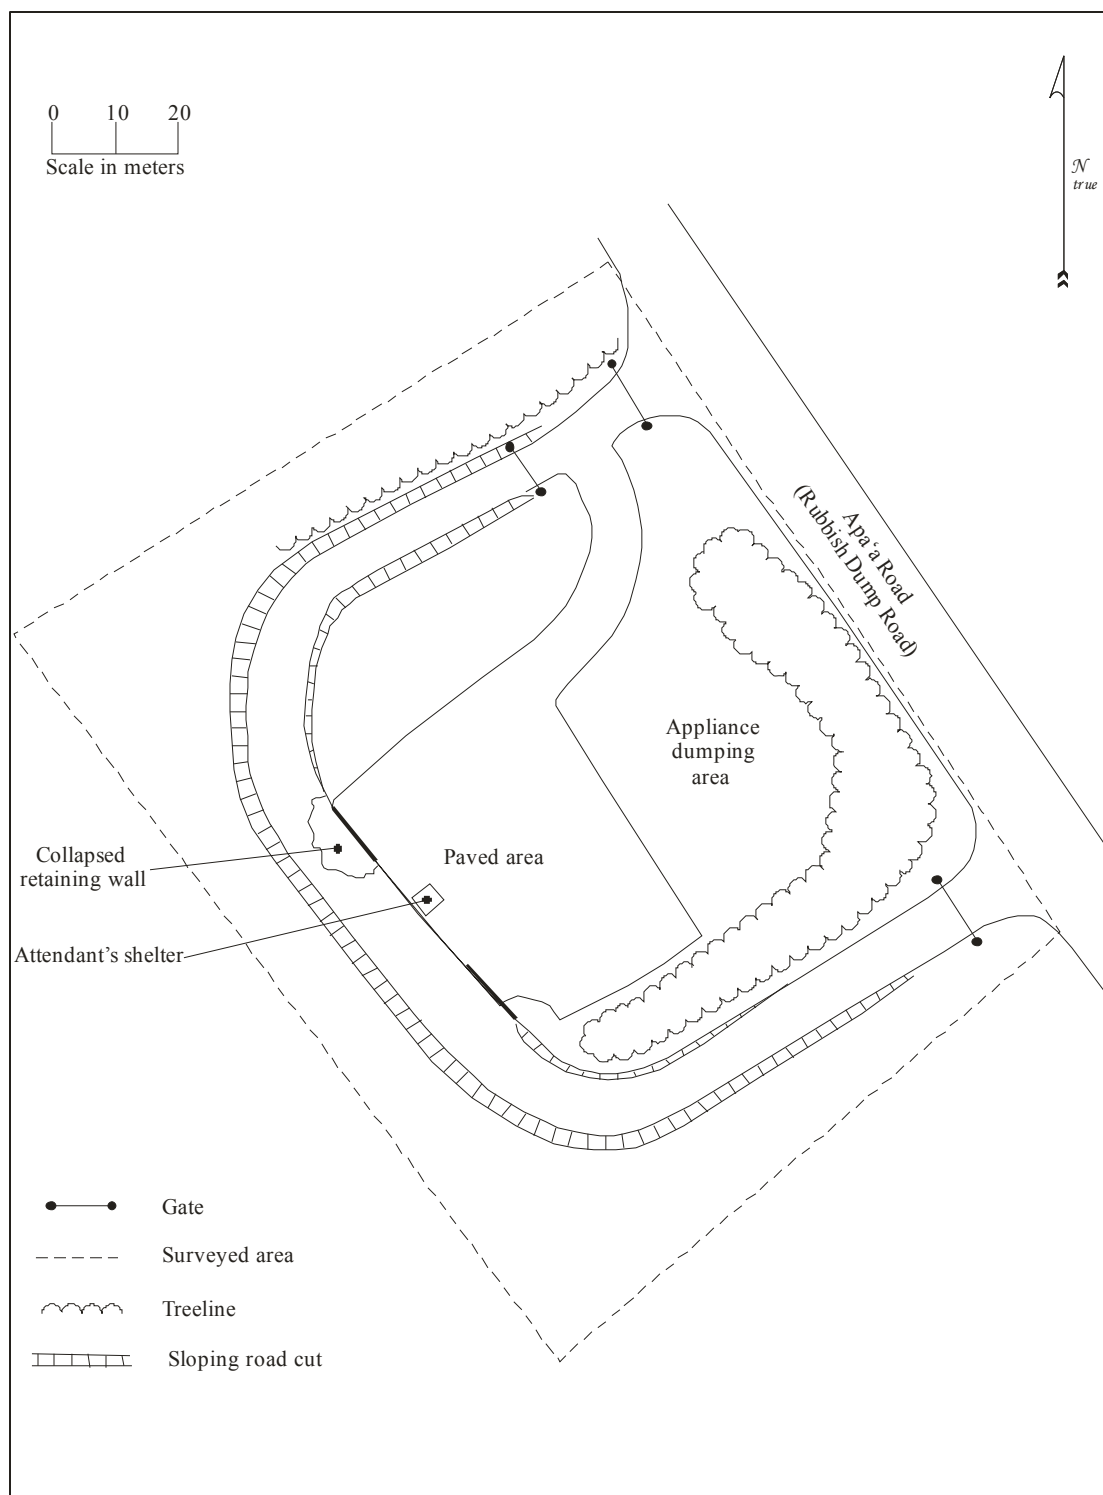 0 10 20
Scale in meters
N
true
Apa‘a Road
(Rubbish Dump Road)
Appliance
dumping
area
Paved area
Collapsed
retaining wall
Attendant’s shelter
Gate
Surveyed area
Treeline
Sloping road cut